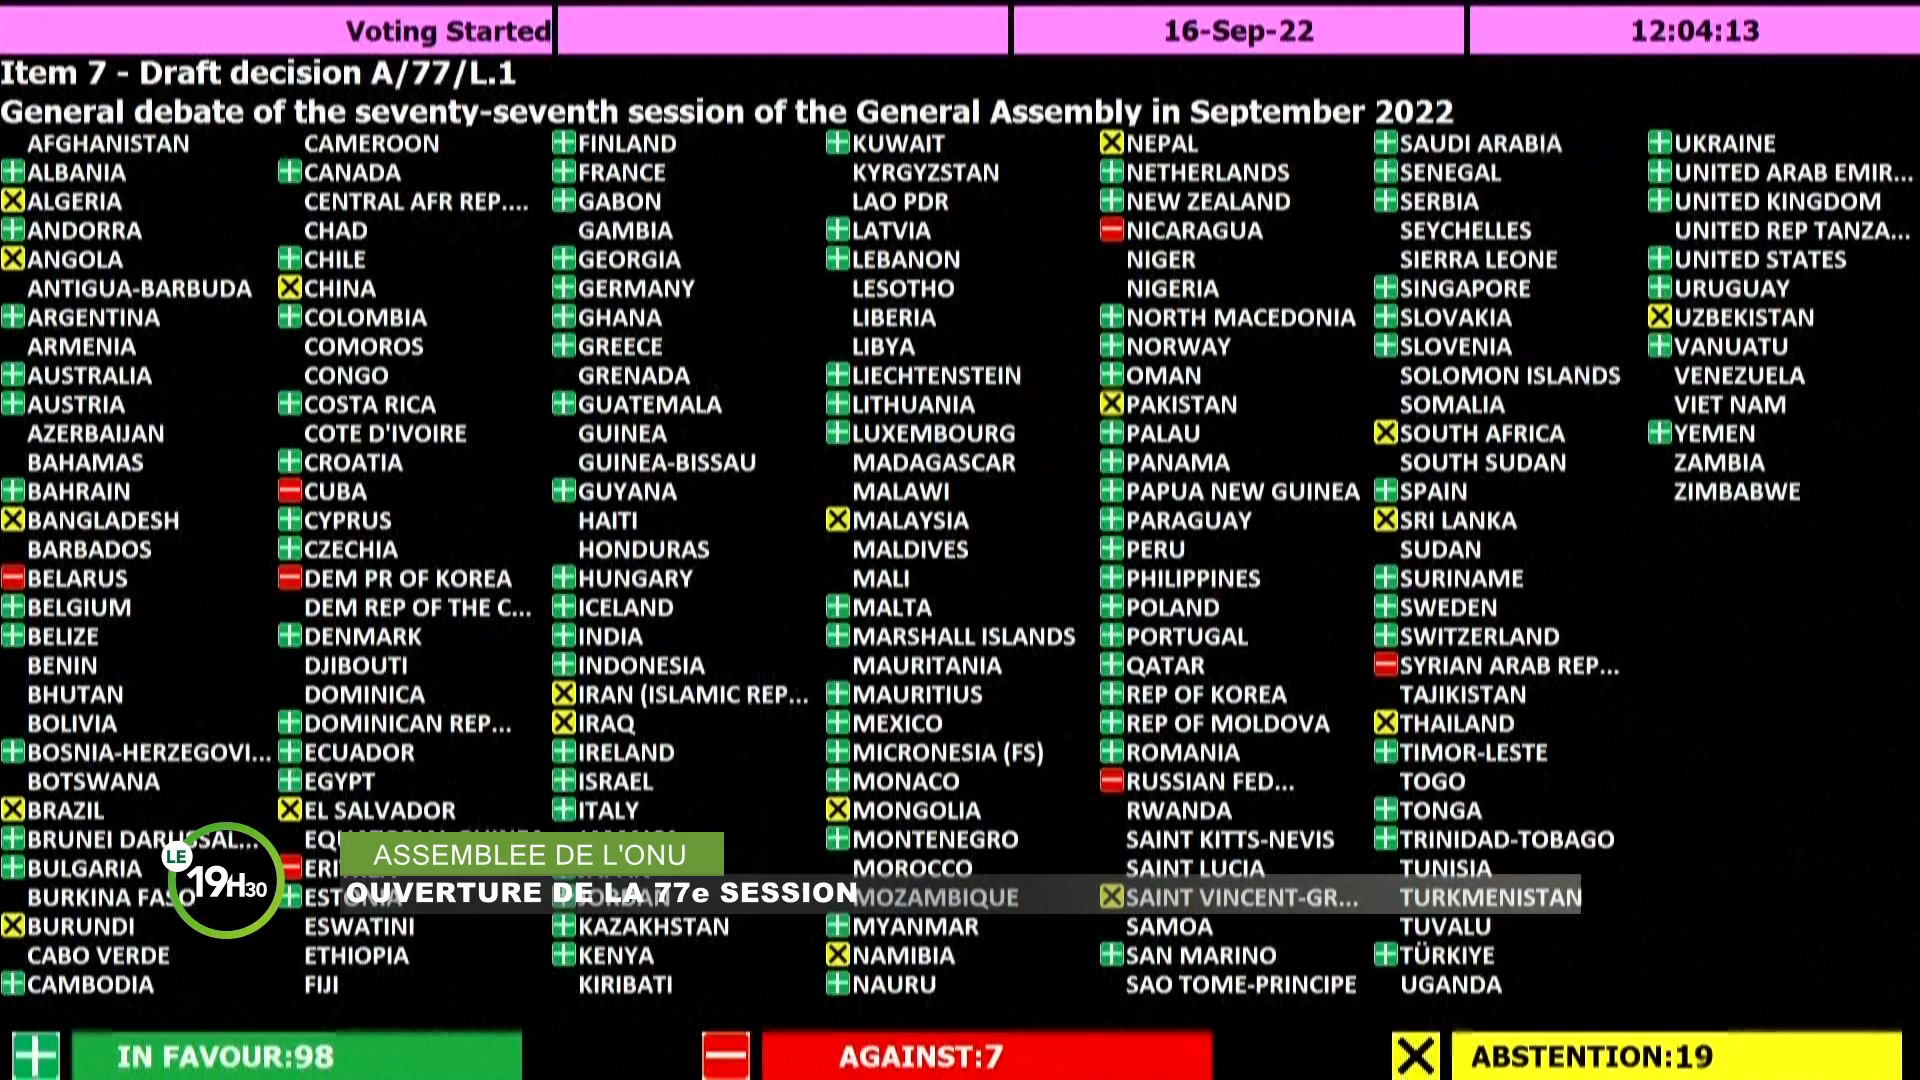 Voting Started 16-Sep-22 12:04:13
Item 7 - Draft decision A/77/L.1
General debate of the seventy-seventh session of the General Assembly in September 2022
AFGHANISTAN CAMEROON FINLAND KUWAIT NEPAL SAUDI ARABIA UKRAINE
ALBANIA CANADA FRANCE KYRGYZSTAN NETHERLANDS SENEGAL UNITED ARAB EMIR...
ALGERIA CENTRAL AFR REP.... GABON LAO PDR NEW ZEALAND SERBIA UNITED KINGDOM
ANDORRA CHAD GAMBIA LATVIA NICARAGUA SEYCHELLES UNITED REP TANZA...
ANGOLA CHILE GEORGIA LEBANON NIGER SIERRA LEONE UNITED STATES
ANTIGUA-BARBUDA CHINA GERMANY LESOTHO NIGERIA SINGAPORE URUGUAY
ARGENTINA COLOMBIA GHANA LIBERIA NORTH MACEDONIA SLOVAKIA UZBEKISTAN
ARMENIA COMOROS GREECE LIBYA NORWAY SLOVENIA VANUATU
AUSTRALIA CONGO GRENADA LIECHTENSTEIN OMAN SOLOMON ISLANDS VENEZUELA
AUSTRIA COSTA RICA GUATEMALA LITHUANIA PAKISTAN SOMALIA VIET NAM
AZERBAIJAN COTE D'IVOIRE GUINEA LUXEMBOURG PALAU SOUTH AFRICA YEMEN
BAHAMAS CROATIA GUINEA-BISSAU MADAGASCAR PANAMA SOUTH SUDAN ZAMBIA
BAHRAIN CUBA GUYANA MALAWI PAPUA NEW GUINEA SPAIN ZIMBABWE
BANGLADESH CYPRUS HAITI MALAYSIA PARAGUAY SRI LANKA
BARBADOS CZECHIA HONDURAS MALDIVES PERU SUDAN
BELARUS DEM PR OF KOREA HUNGARY MALI PHILIPPINES SURINAME
BELGIUM DEM REP OF THE C... ICELAND MALTA POLAND SWEDEN
BELIZE DENMARK INDIA MARSHALL ISLANDS PORTUGAL SWITZERLAND
BENIN DJIBOUTI INDONESIA MAURITANIA QATAR SYRIAN ARAB REP...
BHUTAN DOMINICA IRAN (ISLAMIC REP... MAURITIUS REP OF KOREA TAJIKISTAN
BOLIVIA DOMINICAN REP... IRAQ MEXICO REP OF MOLDOVA THAILAND
BOSNIA-HERZEGOVI... ECUADOR IRELAND MICRONESIA (FS) ROMANIA TIMOR-LESTE
BOTSWANA EGYPT ISRAEL MONACO RUSSIAN FED... TOGO
BRAZIL EL SALVADOR ITALY MONGOLIA RWANDA TONGA
BRUNEI DARUSSAL... MONTENEGRO SAINT KITTS-NEVIS TRINIDAD-TOBAGO
BULGARIA MOROCCO SAINT LUCIA TUNISIA
BURKINA FASO MOZAMBIQUE SAINT VINCENT-GR... TURKMENISTAN
BURUNDI ESWATINI KAZAKHSTAN MYANMAR SAMOA TUVALU
CABO VERDE ETHIOPIA KENYA NAMIBIA SAN MARINO TÜRKIYE
CAMBODIA FIJI KIRIBATI NAURU SAO TOME-PRINCIPE UGANDA
LE
19H30
ASSEMBLEE DE L'ONU
OUVERTURE DE LA 77e SESSION
IN FAVOUR:98 AGAINST:7 ABSTENTION:19